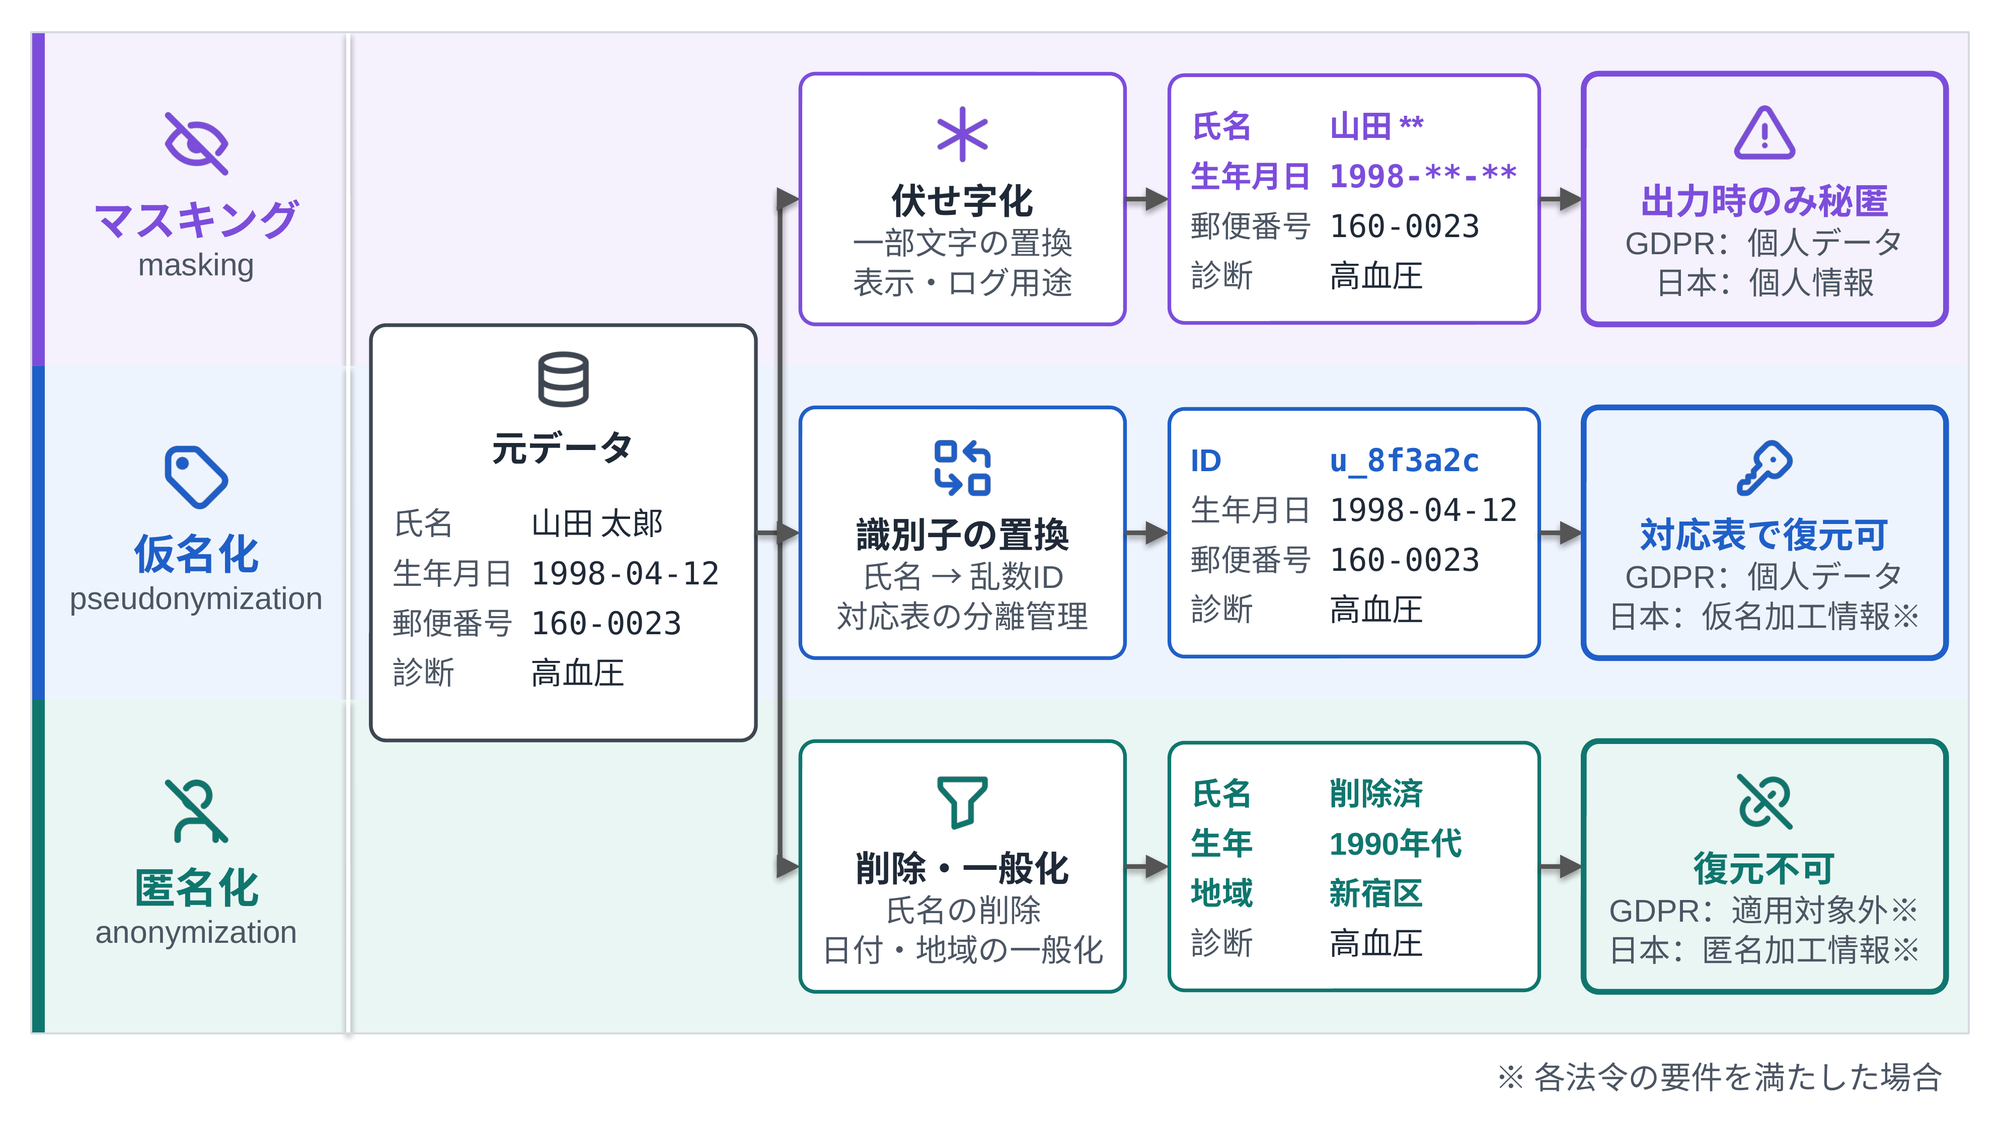 マスキング
masking
伏せ字化
一部文字の置換
表示・ログ用途
氏名 山田 **
生年月日 1998-**-**
郵便番号 160-0023
診断 高血圧
出力時のみ秘匿
GDPR：個人データ
日本：個人情報
元データ
氏名 山田 太郎
生年月日 1998-04-12
郵便番号 160-0023
診断 高血圧
仮名化
pseudonymization
識別子の置換
氏名 → 乱数ID
対応表の分離管理
ID u_8f3a2c
生年月日 1998-04-12
郵便番号 160-0023
診断 高血圧
対応表で復元可
GDPR：個人データ
日本：仮名加工情報※
匿名化
anonymization
削除・一般化
氏名の削除
日付・地域の一般化
氏名 削除済
生年 1990年代
地域 新宿区
診断 高血圧
復元不可
GDPR：適用対象外※
日本：匿名加工情報※
※ 各法令の要件を満たした場合